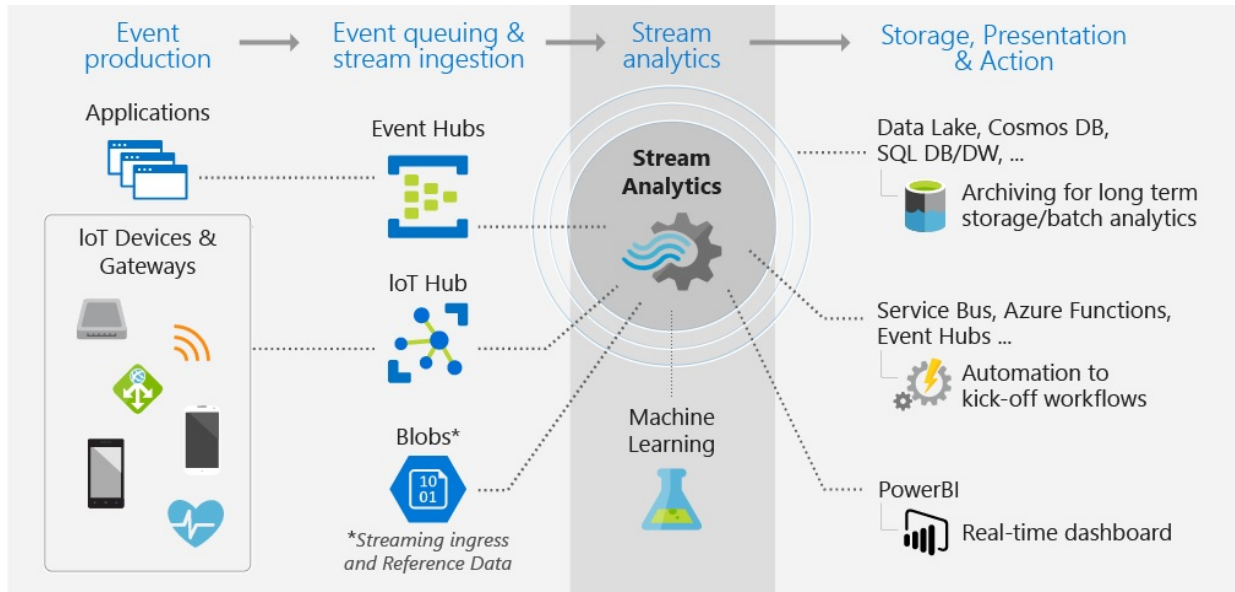 Event
production
Event queuing &
stream ingestion
Stream
analytics
Storage, Presentation
& Action
Applications
IoT Devices &
Gateways
Event Hubs
IoT Hub
Blobs*
10
01
*Streaming ingress
and Reference Data
Stream
Analytics
Machine
Learning
Data Lake, Cosmos DB,
SQL DB/DW, ...
Archiving for long term
storage/batch analytics
Service Bus, Azure Functions,
Event Hubs ...
Automation to
kick-off workflows
PowerBI
Real-time dashboard